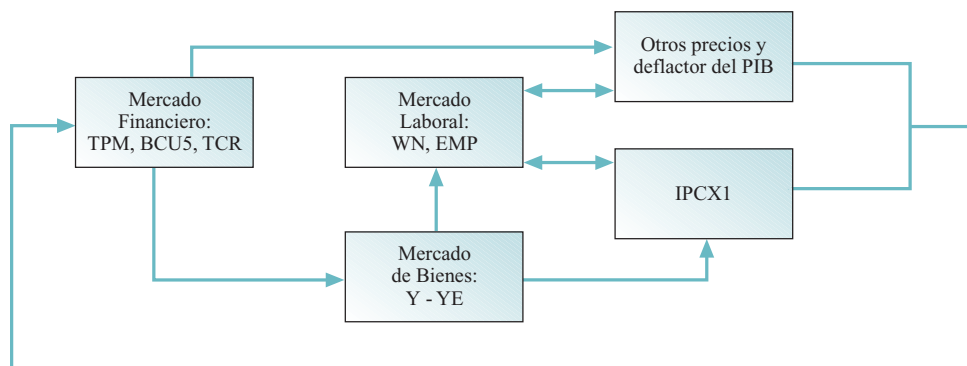 Otros precios y
deflactor del PIB
Mercado
Financiero:
TPM, BCU5, TCR
Mercado
Laboral:
WN, EMP
IPCX1
Mercado
de Bienes:
Y - YE